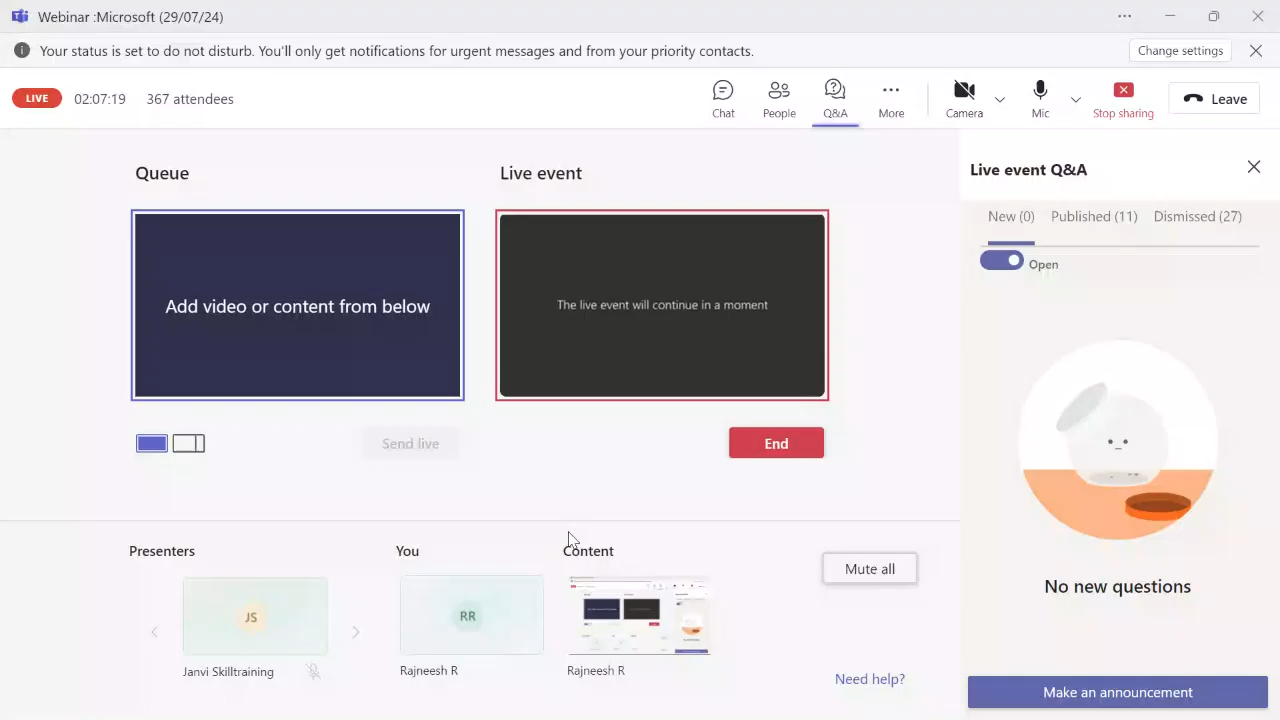 Webinar :Microsoft (29/07/24)
Your status is set to do not disturb. You'll only get notifications for urgent messages and from your priority contacts.
Change settings
LIVE 02:07:19 367 attendees
Chat People Q&A More Camera Mic Stop sharing Leave
Queue
Live event
Add video or content from below
The live event will continue in a moment
Send live
End
Live event Q&A
New (0) Published (11) Dismissed (27)
Open
No new questions
Make an announcement
Presenters
You
Content
Mute all
JS
RR
Janvi Skilltraining
Rajneesh R
Rajneesh R
Need help?